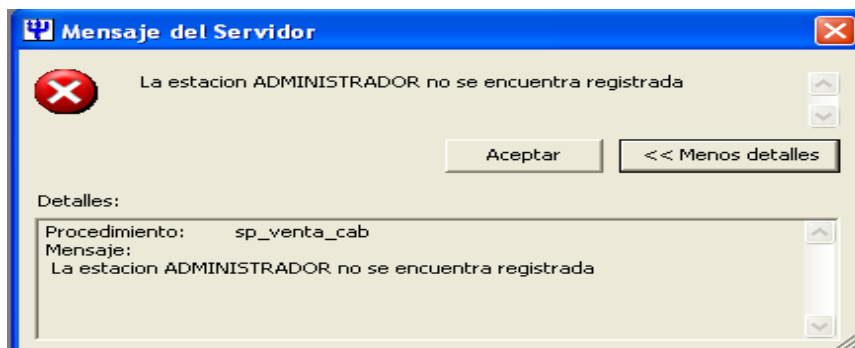 Mensaje del Servidor
La estacion ADMINISTRADOR no se encuentra registrada
Aceptar
<< Menos detalles
Detalles:
Procedimiento: sp_venta_cab
Mensaje:
La estacion ADMINISTRADOR no se encuentra registrada